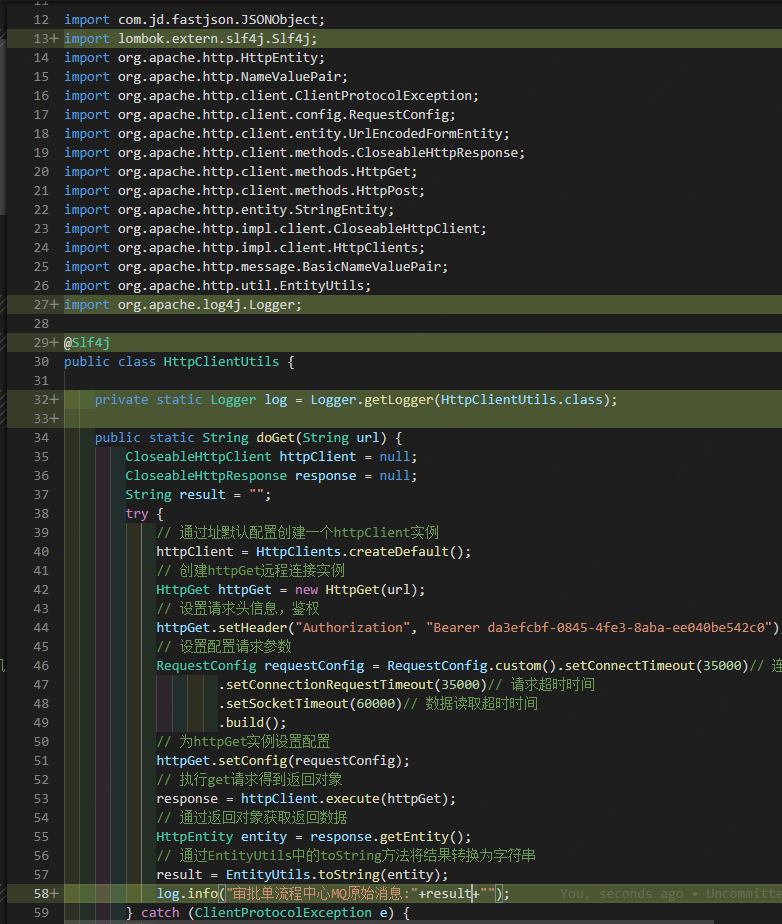 12 import com.jd.fastjson.JSONObject;
13+ import lombok.extern.slf4j.Slf4j;
14 import org.apache.http.HttpEntity;
15 import org.apache.http.NameValuePair;
16 import org.apache.http.client.ClientProtocolException;
17 import org.apache.http.client.config.RequestConfig;
18 import org.apache.http.client.entity.UrlEncodedFormEntity;
19 import org.apache.http.client.methods.CloseableHttpResponse;
20 import org.apache.http.client.methods.HttpGet;
21 import org.apache.http.client.methods.HttpPost;
22 import org.apache.http.entity.StringEntity;
23 import org.apache.http.impl.client.CloseableHttpClient;
24 import org.apache.http.impl.client.HttpClients;
25 import org.apache.http.message.BasicNameValuePair;
26 import org.apache.http.util.EntityUtils;
27+ import org.apache.log4j.Logger;
28
29+ @Slf4j
30 public class HttpClientUtils {
31
32+ private static Logger log = Logger.getLogger(HttpClientUtils.class);
33+
34 public static String doGet(String url) {
35 CloseableHttpClient httpClient = null;
36 CloseableHttpResponse response = null;
37 String result = "";
38 try {
39 // 通过址默认配置创建一个httpClient实例
40 httpClient = HttpClients.createDefault();
41 // 创建httpGet远程连接实例
42 HttpGet httpGet = new HttpGet(url);
43 // 设置请求头信息，鉴权
44 httpGet.setHeader("Authorization", "Bearer da3efcbf-0845-4fe3-8aba-ee040be542c0")
45 // 设置配置请求参数
46 RequestConfig requestConfig = RequestConfig.custom().setConnectTimeout(35000)// 连
47 .setConnectionRequestTimeout(35000)// 请求超时时间
48 .setSocketTimeout(60000)// 数据读取超时时间
49 .build();
50 // 为httpGet实例设置配置
51 httpGet.setConfig(requestConfig);
52 // 执行get请求得到返回对象
53 response = httpClient.execute(httpGet);
54 // 通过返回对象获取返回数据
55 HttpEntity entity = response.getEntity();
56 // 通过EntityUtils中的toString方法将结果转换为字符串
57 result = EntityUtils.toString(entity);
58+ log.info("审批单流程中心MQ原始消息:"+result+""); You, seconds ago • Uncommitte
59 } catch (ClientProtocolException e) {